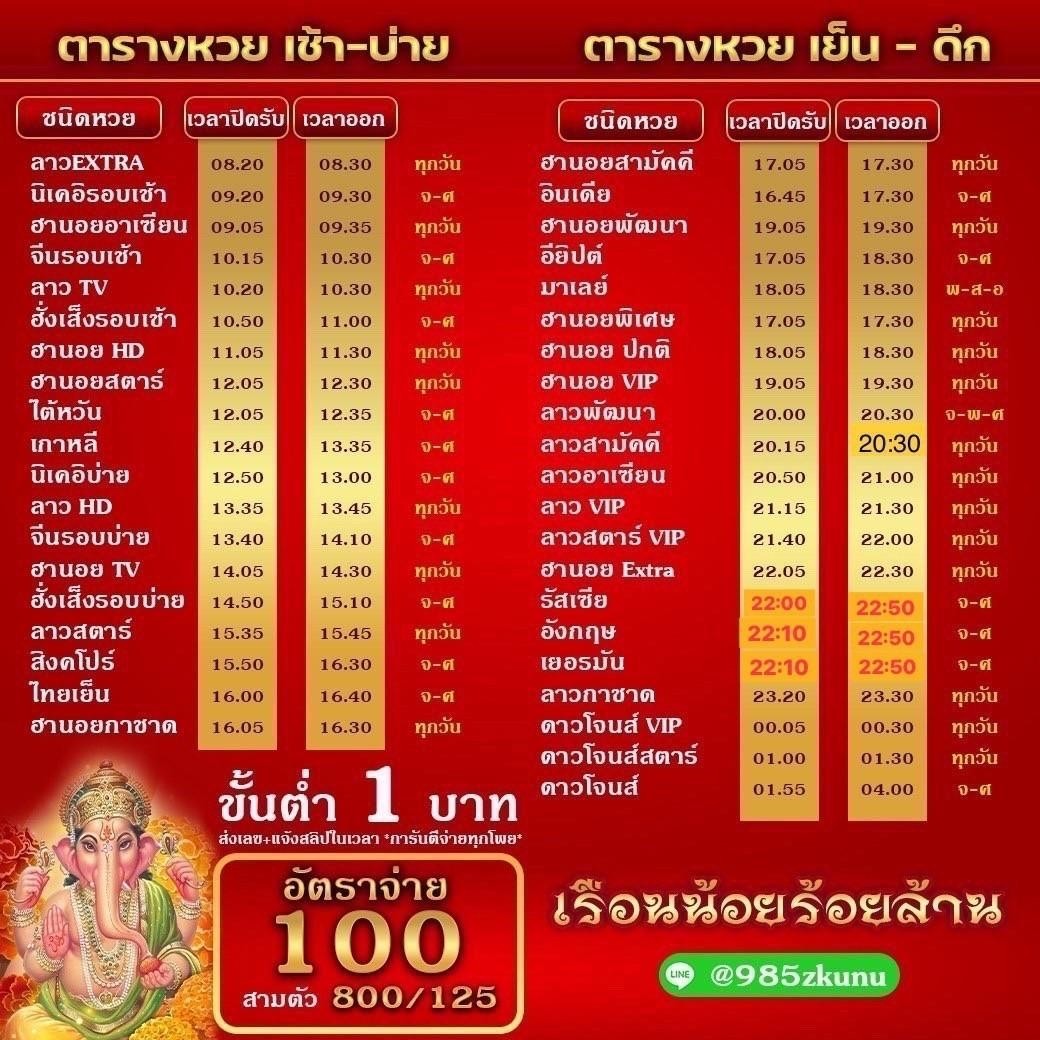 ตารางหวย เช้า-บ่าย
ชนิดหวย เวลาปิดรับ เวลาออก
ลาวEXTRA 08.20 08.30 ทุกวัน
นิเคอิรอบเช้า 09.20 09.30 จ-ศ
ฮานอยอาเซียน 09.05 09.35 ทุกวัน
จีนรอบเช้า 10.15 10.30 จ-ศ
ลาว TV 10.20 10.30 ทุกวัน
ฮั่งเส็งรอบเช้า 10.50 11.00 จ-ศ
ฮานอย HD 11.05 11.30 ทุกวัน
ฮานอยสตาร์ 12.05 12.30 ทุกวัน
ไต้หวัน 12.05 12.35 จ-ศ
เกาหลี 12.40 13.35 จ-ศ
นิเคอิบ่าย 12.50 13.00 จ-ศ
ลาว HD 13.35 13.45 ทุกวัน
จีนรอบบ่าย 13.40 14.10 จ-ศ
ฮานอย TV 14.05 14.30 ทุกวัน
ฮั่งเส็งรอบบ่าย 14.50 15.10 จ-ศ
ลาวสตาร์ 15.35 15.45 ทุกวัน
สิงคโปร์ 15.50 16.30 จ-ศ
ไทยเย็น 16.00 16.40 จ-ศ
ฮานอยกาชาด 16.05 16.30 ทุกวัน
ตารางหวย เย็น - ดึก
ชนิดหวย เวลาปิดรับ เวลาออก
ฮานอยสามัคคี 17.05 17.30 ทุกวัน
อินเดีย 16.45 17.30 จ-ศ
ฮานอยพัฒนา 19.05 19.30 ทุกวัน
อียิปต์ 17.05 18.30 จ-ศ
มาเลย์ 18.05 18.30 พ-ส-อ
ฮานอยพิเศษ 17.05 17.30 ทุกวัน
ฮานอย ปกติ 18.05 18.30 ทุกวัน
ฮานอย VIP 19.05 19.30 ทุกวัน
ลาวพัฒนา 20.00 20.30 จ-พ-ศ
ลาวสามัคคี 20.15 20:30 ทุกวัน
ลาวอาเซียน 20.50 21.00 ทุกวัน
ลาว VIP 21.15 21.30 ทุกวัน
ลาวสตาร์ VIP 21.40 22.00 ทุกวัน
ฮานอย Extra 22.05 22.30 ทุกวัน
รัสเซีย 22:00 22:50 จ-ศ
อังกฤษ 22:10 22:50 จ-ศ
เยอรมัน 22:10 22:50 จ-ศ
ลาวกาชาด 23.20 23.30 ทุกวัน
ดาวโจนส์ VIP 00.05 00.30 ทุกวัน
ดาวโจนส์สตาร์ 01.00 01.30 ทุกวัน
ดาวโจนส์ 01.55 04.00 จ-ศ
ขั้นต่ำ 1 บาท
ส่งเลข+แจ้งสลิปในเวลา *การันตีจ่ายทุกโพย*
อัตราจ่าย
100
สามตัว 800/125
เรือนน้อยร้อยล้าน
LINE @985zkunu